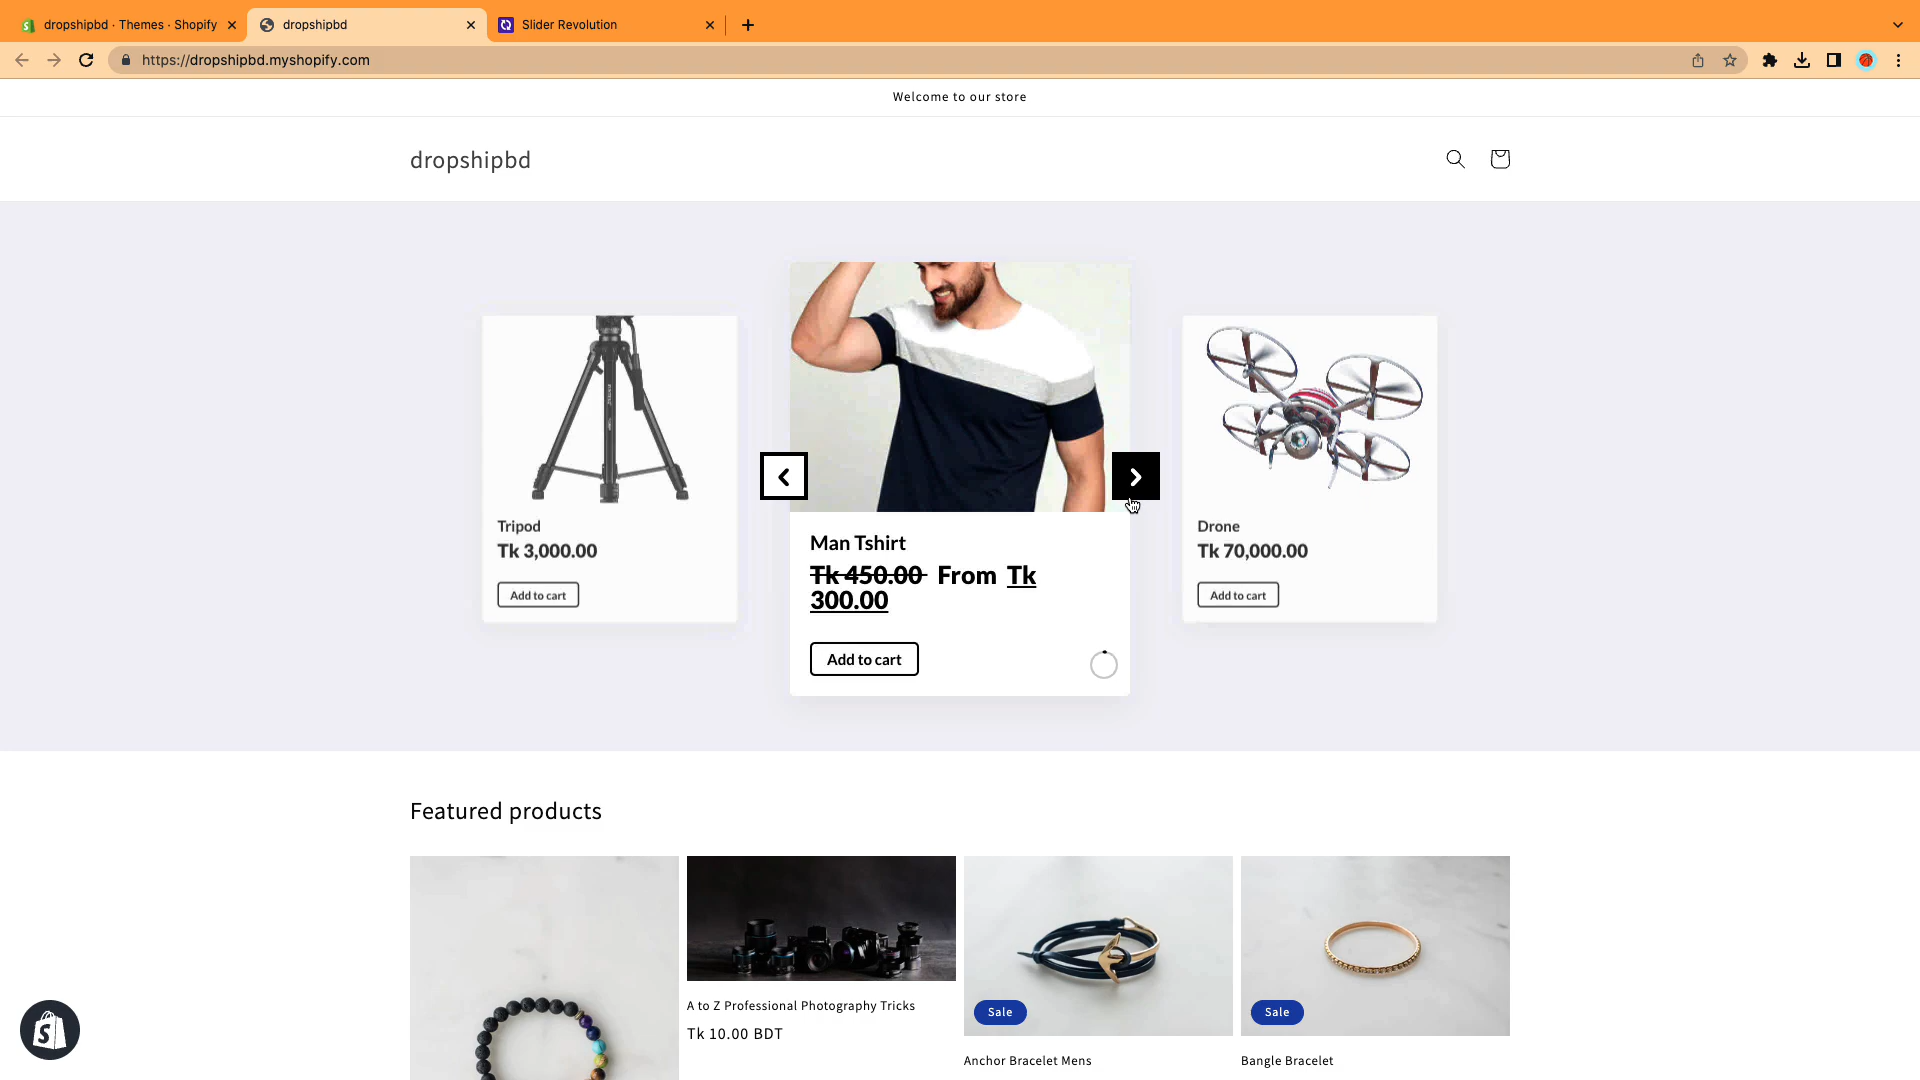 dropshipbd · Themes · Shopify
dropshipbd
Slider Revolution
https://dropshipbd.myshopify.com
Welcome to our store
dropshipbd
Tripod
Tk 3,000.00
Add to cart
Man Tshirt
Tk 450.00 From Tk
300.00
Add to cart
Drone
Tk 70,000.00
Add to cart
Featured products
A to Z Professional Photography Tricks
Tk 10.00 BDT
Sale
Anchor Bracelet Mens
Sale
Bangle Bracelet